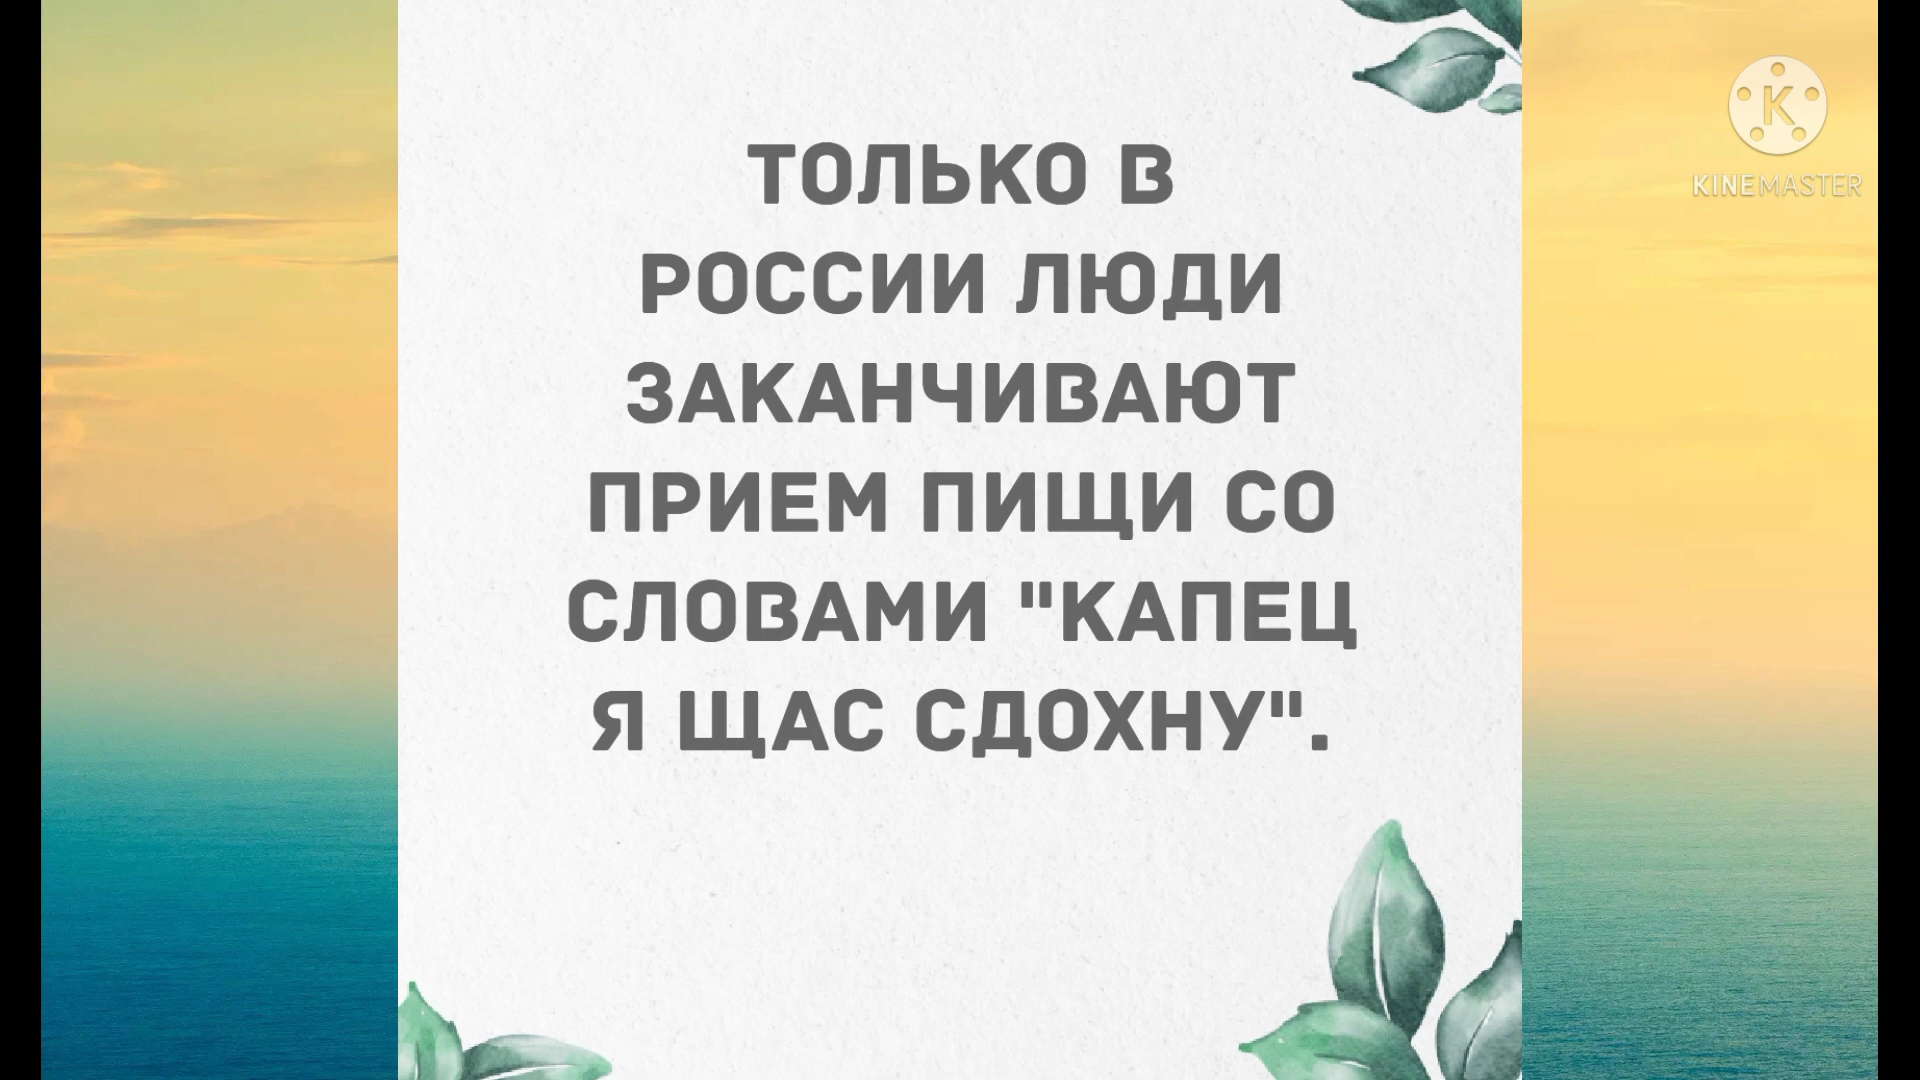 ТОЛЬКО В
РОССИИ ЛЮДИ
ЗАКАНЧИВАЮТ
ПРИЕМ ПИЩИ СО
СЛОВАМИ "КАПЕЦ
Я ЩАС СДОХНУ".
K
KINEMASTER